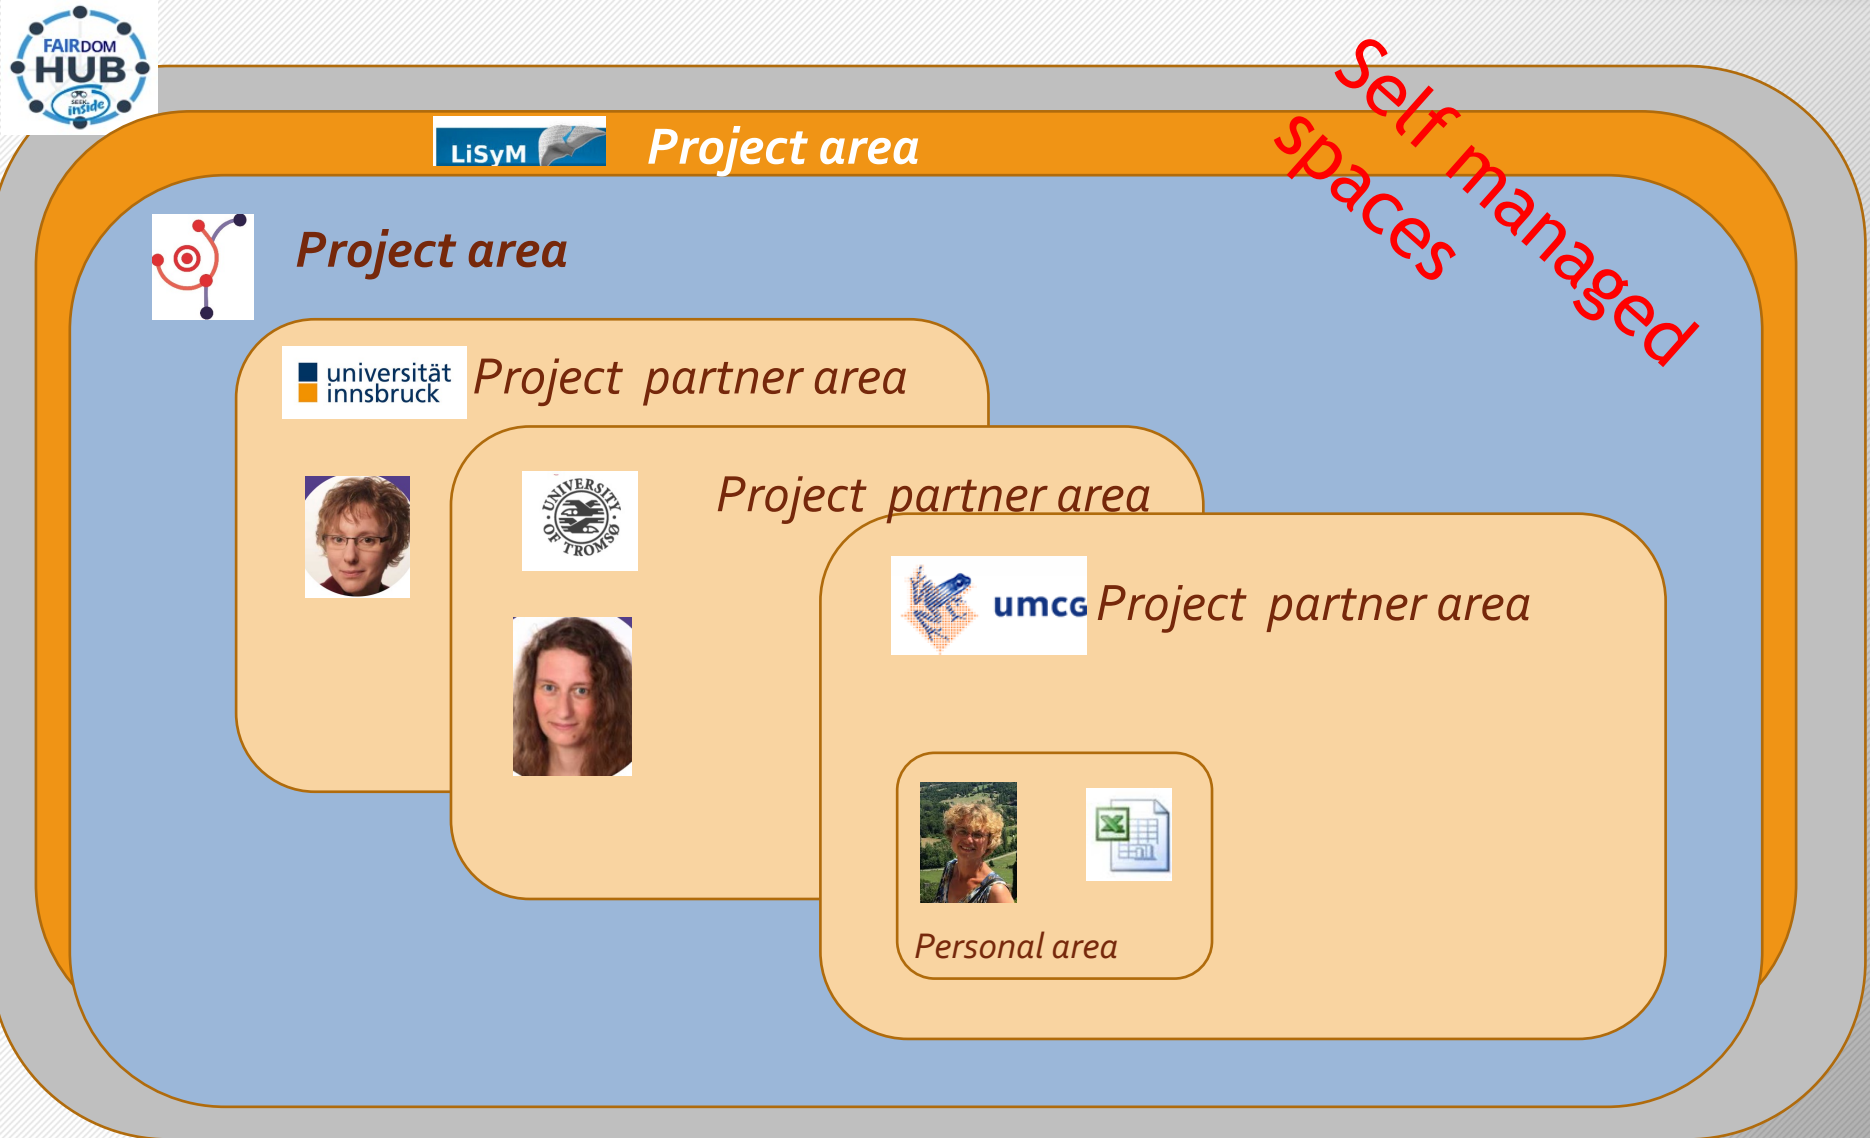 FAIRDOM
HUB
SEEK
inside
Self managed
spaces
LiSyM
Project area
Project area
universität
innsbruck
Project partner area
UNIVERSITY
OF TROMSØ
Project partner area
umcg
Project partner area
Personal area